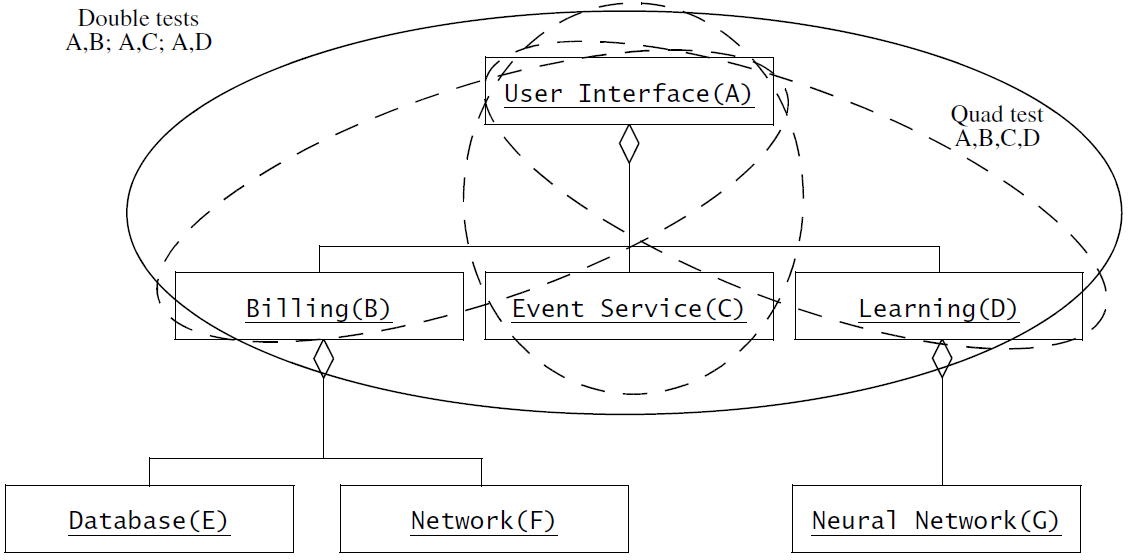 Double tests
A,B; A,C; A,D
User Interface(A)
Quad test
A,B,C,D
Billing(B)
Event Service(C)
Learning(D)
Database(E)
Network(F)
Neural Network(G)